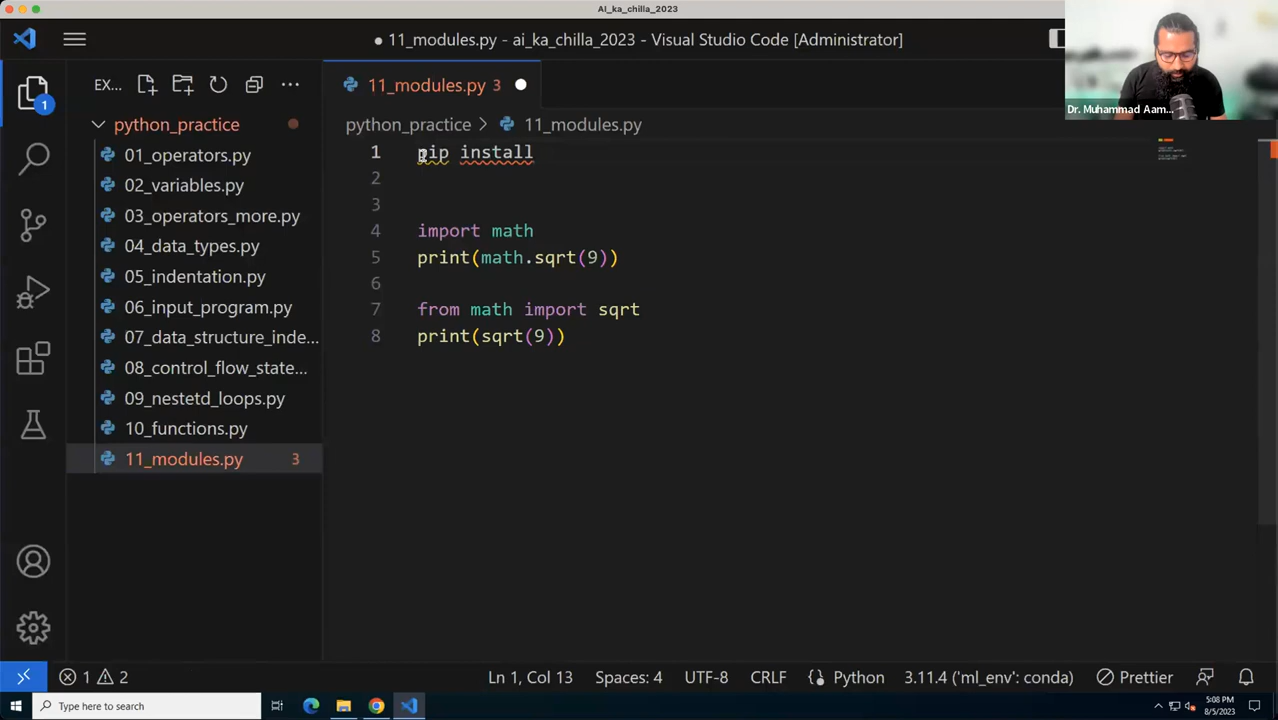 AI_ka_chilla_2023
● 11_modules.py - ai_ka_chilla_2023 - Visual Studio Code [Administrator]
Dr. Muhammad Aam...
EX...
11_modules.py 3
1
python_practice
python_practice > 11_modules.py
01_operators.py
02_variables.py
03_operators_more.py
04_data_types.py
05_indentation.py
06_input_program.py
07_data_structure_inde...
08_control_flow_state...
09_nestetd_loops.py
10_functions.py
11_modules.py 3
1 pip install
2
3
4 import math
5 print(math.sqrt(9))
6
7 from math import sqrt
8 print(sqrt(9))
1 2 Ln 1, Col 13 Spaces: 4 UTF-8 CRLF Python 3.11.4 ('ml_env': conda) Prettier
Type here to search
5:08 PM
8/5/2023